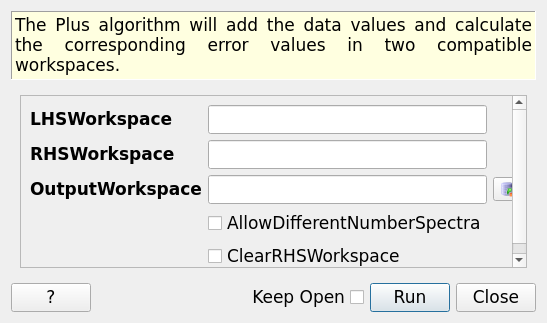 The Plus algorithm will add the data values and calculate
the corresponding error values in two compatible
workspaces.
LHSWorkspace
RHSWorkspace
OutputWorkspace
AllowDifferentNumberSpectra
ClearRHSWorkspace
? Keep Open Run Close